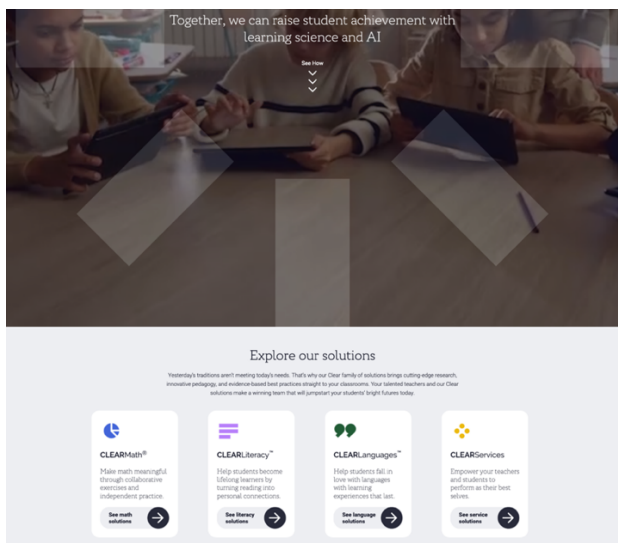 Together, we can raise student achievement with
learning science and AI
See How
Explore our solutions
Yesterday's traditions aren't meeting today's needs. That's why our Clear family of solutions brings cutting-edge research,
innovative pedagogy, and evidence-based best practices straight to your classrooms. Your talented teachers and our Clear
solutions make a winning team that will jumpstart your students' bright futures today.
CLEARMath®
Make math meaningful
through collaborative
exercises and
independent practice.
See math
solutions
CLEARLiteracy™
Help students become
lifelong learners by
turning reading into
personal connections.
See literacy
solutions
CLEARLanguages™
Help students fall in
love with languages
with learning
experiences that last.
See language
solutions
CLEARServices
Empower your teachers
and students to
perform as their best
selves.
See service
solutions